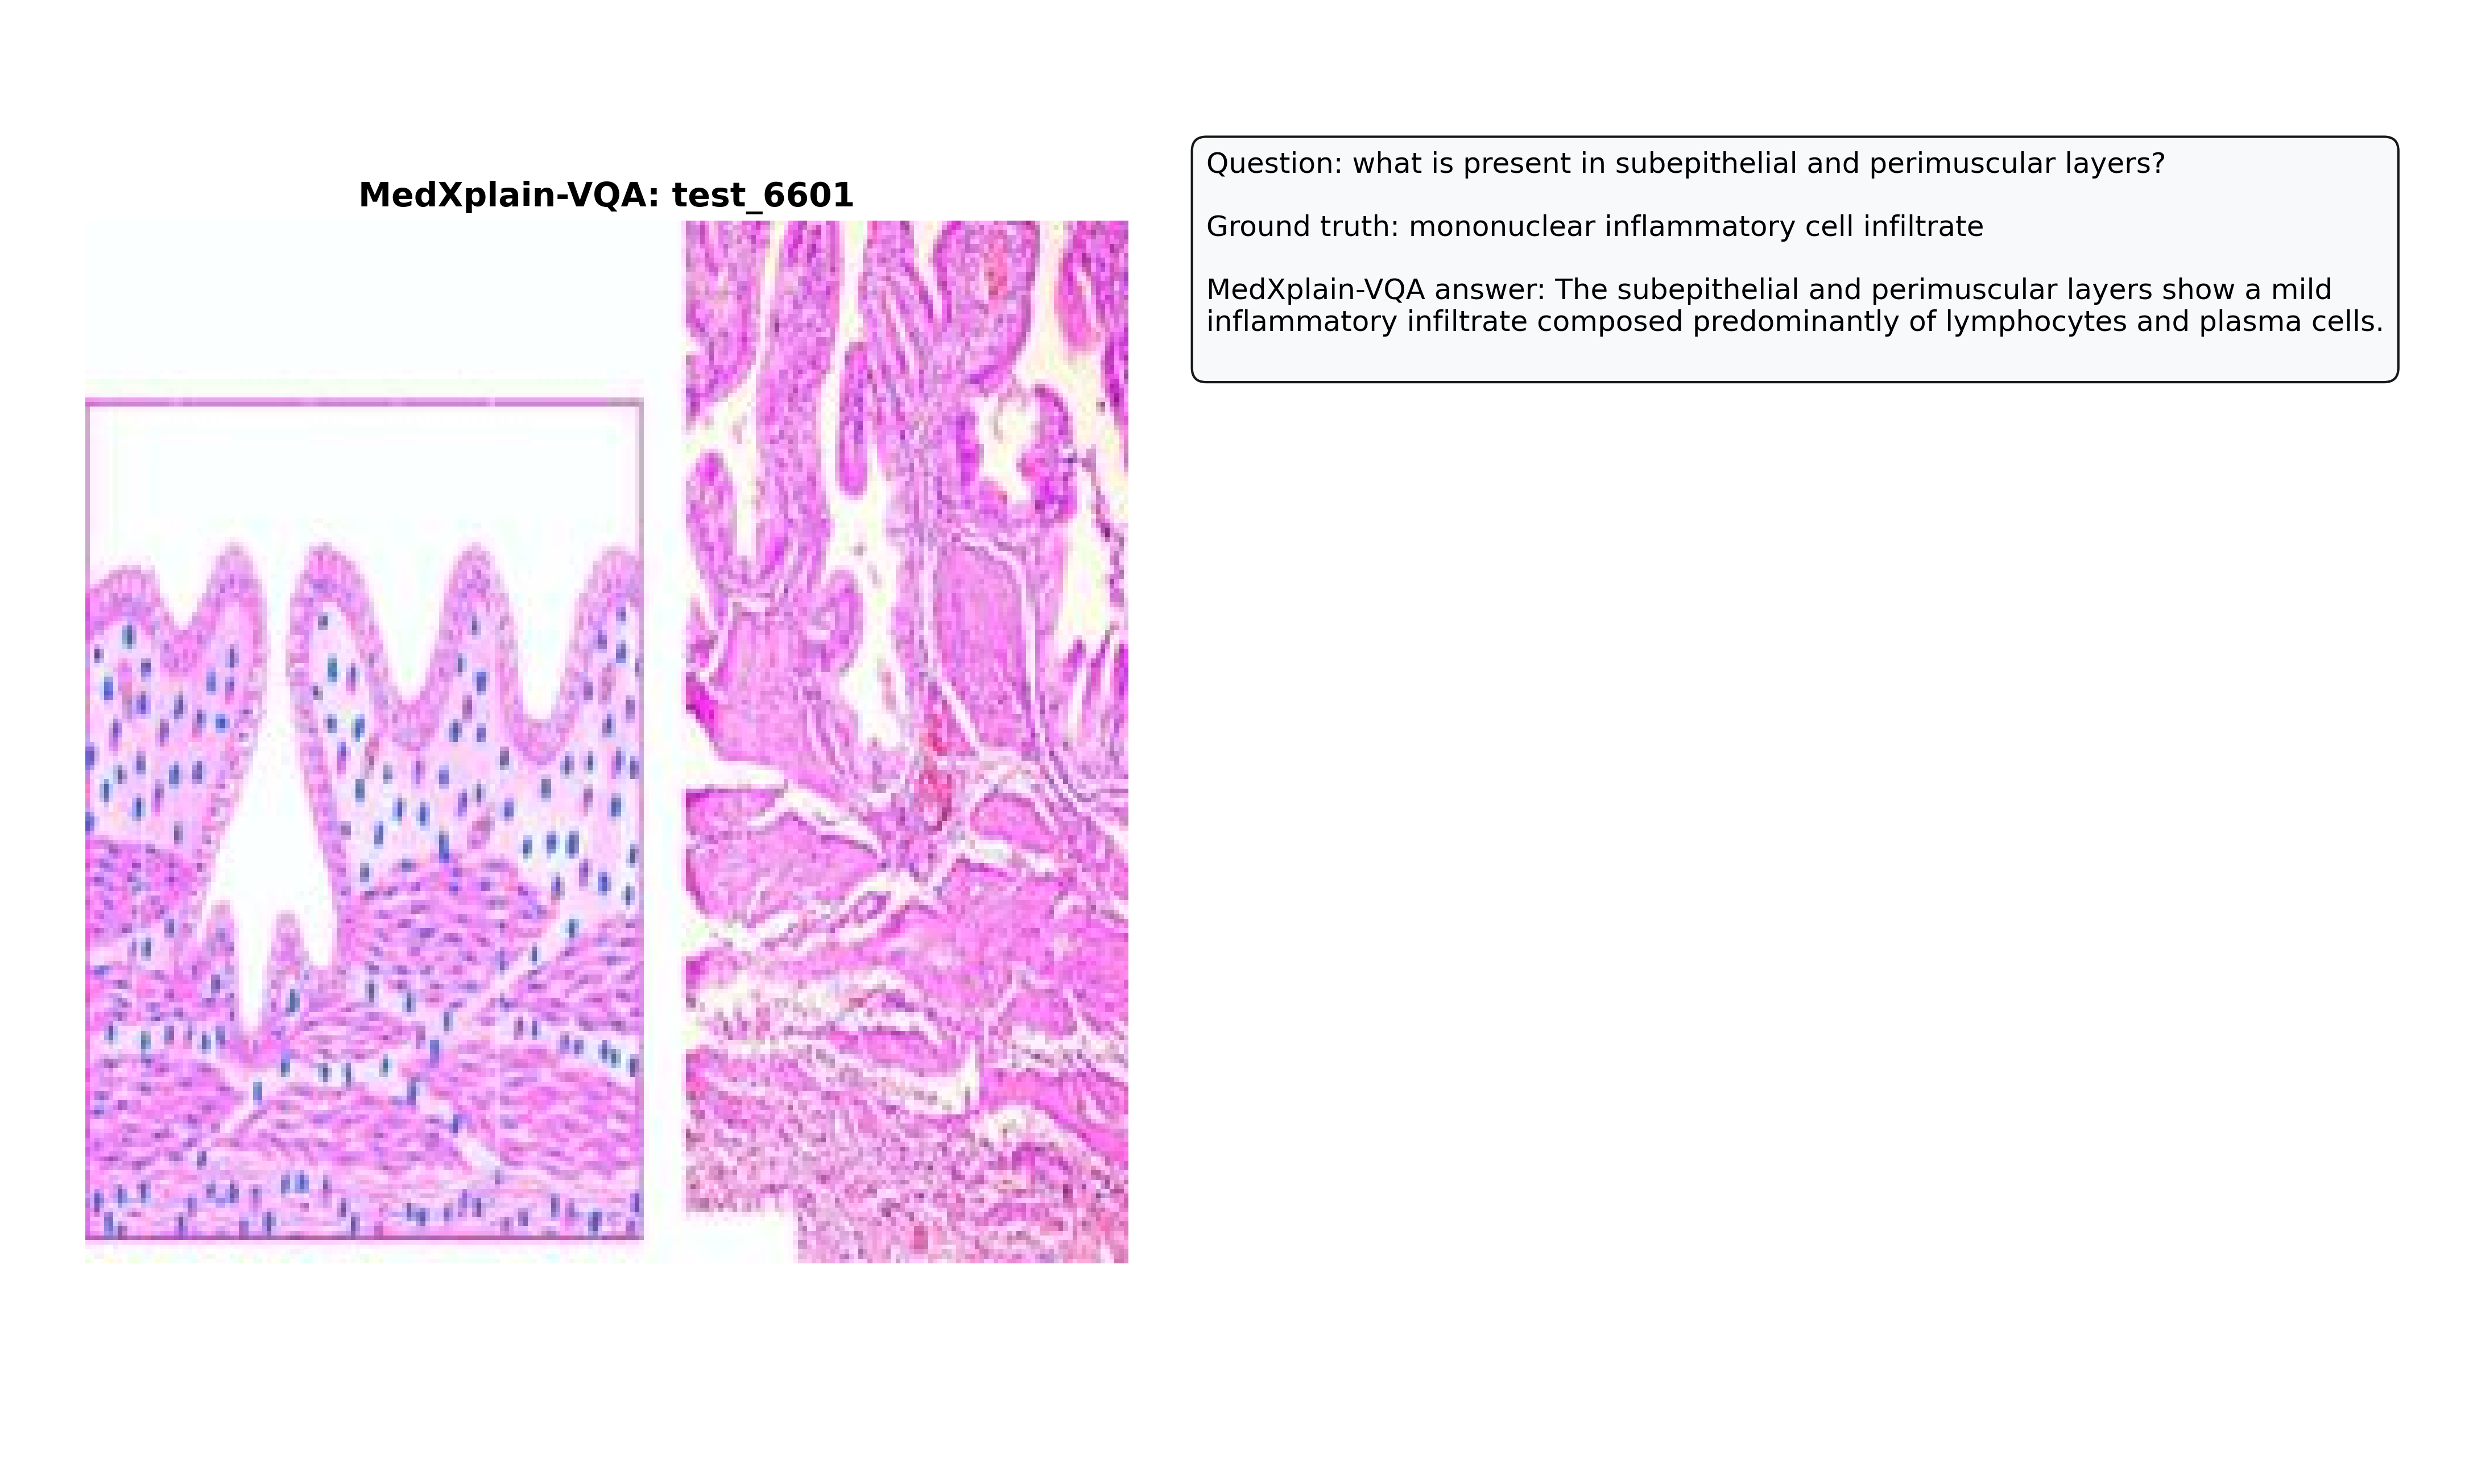 MedXplain-VQA: test_6601
Question: what is present in subepithelial and perimuscular layers?
Ground truth: mononuclear inflammatory cell infiltrate
MedXplain-VQA answer: The subepithelial and perimuscular layers show a mild
inflammatory infiltrate composed predominantly of lymphocytes and plasma cells.